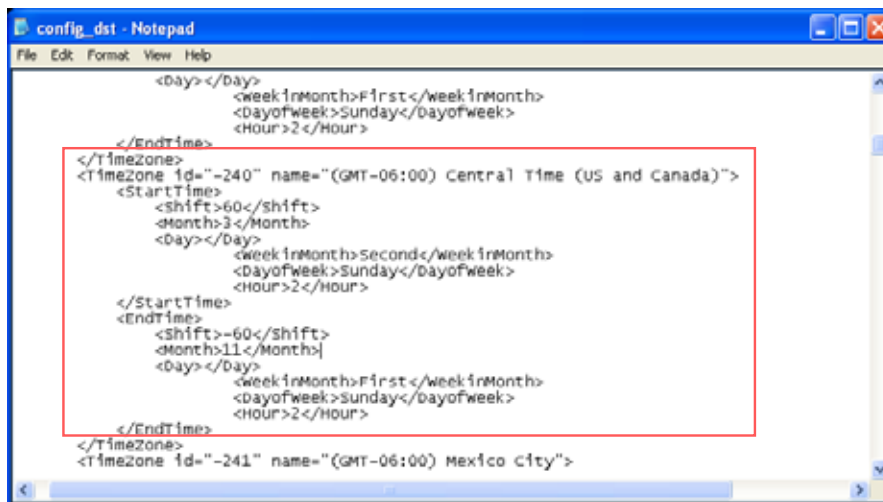 config_dst - Notepad
File Edit Format View Help
<Day></Day>
<WeekinMonth>First</WeekinMonth>
<DayofWeek>Sunday</DayofWeek>
<Hour>2</Hour>
</EndTime>
</TimeZone>
<TimeZone id="-240" name="(GMT-06:00) Central Time (US and Canada)">
<StartTime>
<Shift>60</Shift>
<Month>3</Month>
<Day></Day>
<WeekinMonth>Second</WeekinMonth>
<DayofWeek>Sunday</DayofWeek>
<Hour>2</Hour>
</StartTime>
<EndTime>
<Shift>-60</Shift>
<Month>11</Month>
<Day></Day>
<WeekinMonth>First</WeekinMonth>
<DayofWeek>Sunday</DayofWeek>
<Hour>2</Hour>
</EndTime>
</TimeZone>
<TimeZone id="-241" name="(GMT-06:00) Mexico City">